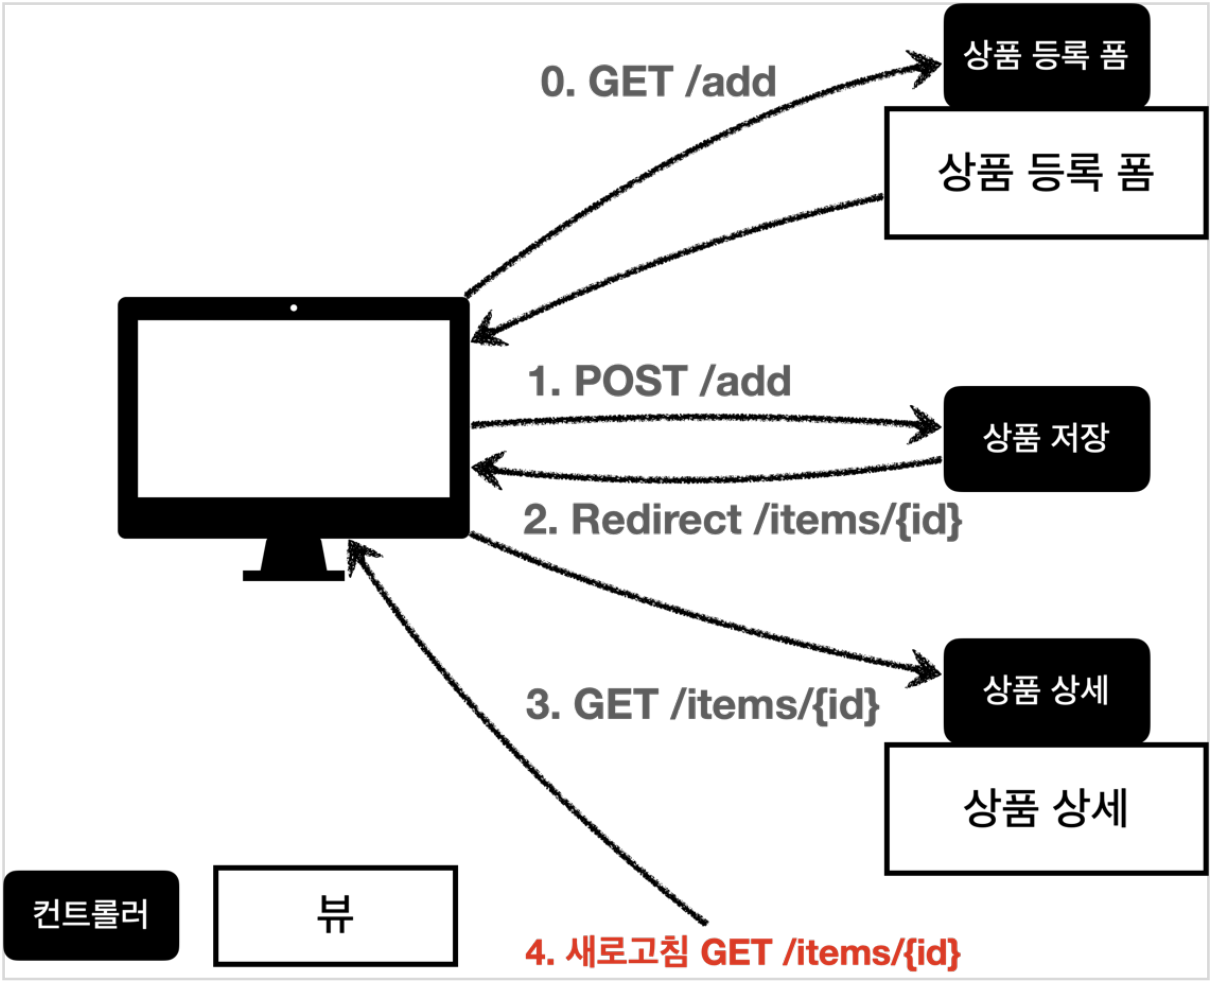 상품 등록 폼
0. GET /add
상품 등록 폼
1. POST /add
상품 저장
2. Redirect /items/{id}
상품 상세
3. GET /items/{id}
상품 상세
컨트롤러
뷰
4. 새로고침 GET /items/{id}